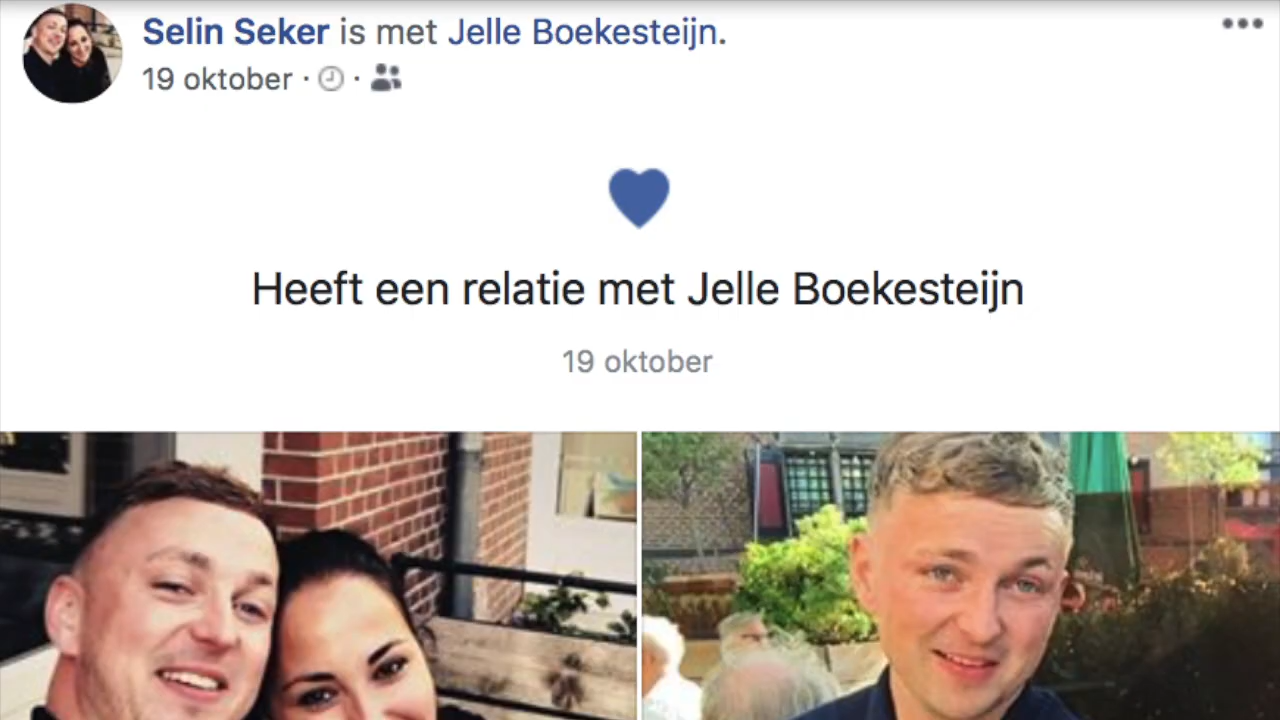 Selin Seker is met Jelle Boekesteijn.
19 oktober · ·
Heeft een relatie met Jelle Boekesteijn
19 oktober